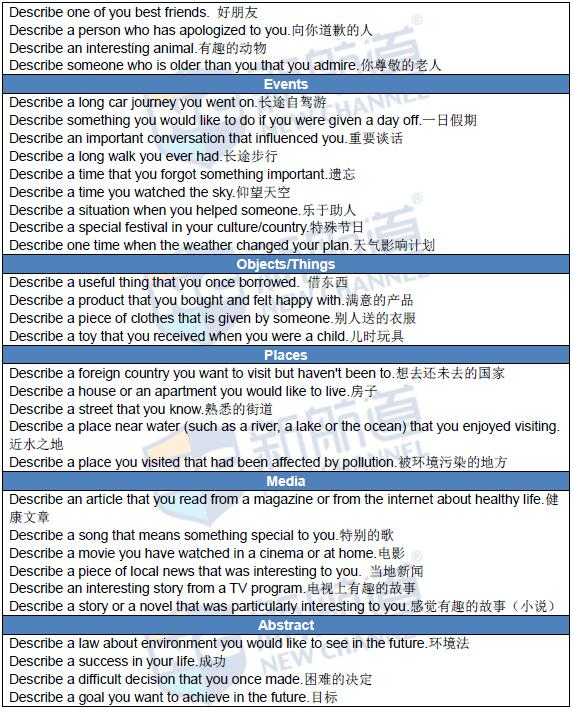 Describe one of you best friends. 好朋友
Describe a person who has apologized to you.向你道歉的人
Describe an interesting animal.有趣的动物
Describe someone who is older than you that you admire.你尊敬的老人
Events
Describe a long car journey you went on.长途自驾游
Describe something you would like to do if you were given a day off.一日假期
Describe an important conversation that influenced you.重要谈话
Describe a long walk you ever had.长途步行
Describe a time that you forgot something important.遗忘
Describe a time you watched the sky.仰望天空
Describe a situation when you helped someone.乐于助人
Describe a special festival in your culture/country.特殊节日
Describe one time when the weather changed your plan.天气影响计划
Objects/Things
Describe a useful thing that you once borrowed. 借东西
Describe a product that you bought and felt happy with.满意的产品
Describe a piece of clothes that is given by someone.别人送的衣服
Describe a toy that you received when you were a child.儿时玩具
Places
Describe a foreign country you want to visit but haven't been to.想去还未去的国家
Describe a house or an apartment you would like to live.房子
Describe a street that you know.熟悉的街道
Describe a place near water (such as a river, a lake or the ocean) that you enjoyed visiting.
近水之地
Describe a place you visited that had been affected by pollution.被环境污染的地方
Media
Describe an article that you read from a magazine or from the internet about healthy life.健
康文章
Describe a song that means something special to you.特别的歌
Describe a movie you have watched in a cinema or at home.电影
Describe a piece of local news that was interesting to you. 当地新闻
Describe an interesting story from a TV program.电视上有趣的故事
Describe a story or a novel that was particularly interesting to you.感觉有趣的故事（小说）
Abstract
Describe a law about environment you would like to see in the future.环境法
Describe a success in your life.成功
Describe a difficult decision that you once made.困难的决定
Describe a goal you want to achieve in the future.目标
新航道
NEW CHANNEL